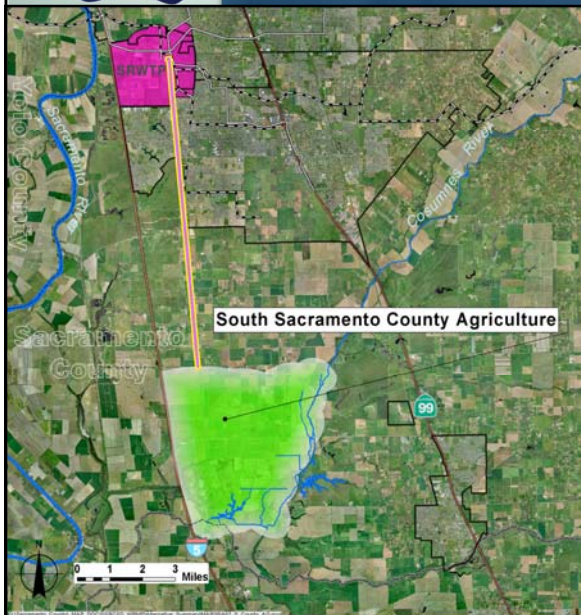 SRWTP
Yolo County
Sacramento River
Cosumnes River
South Sacramento County Agriculture
Sacramento
County
99
5
0 1 2 3
Miles